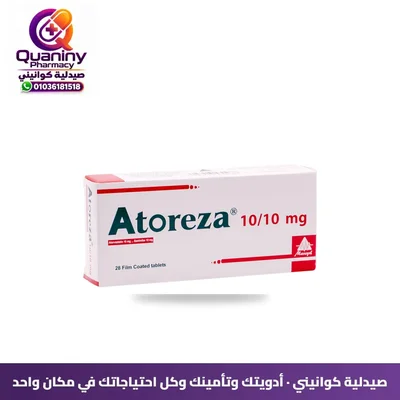 Quaniny
Pharmacy
صيدلية كوانيني
01036181518
Atoreza® 10/10 mg
28 Film Coated tablets
صيدلية كوانيني · أدويتك وتأمينك وكل احتياجاتك في مكان واحد